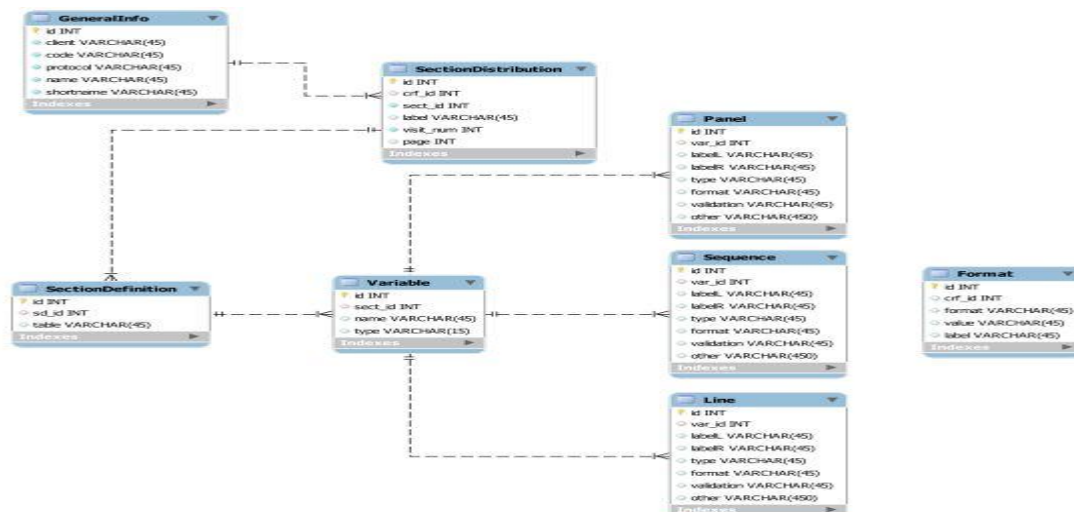 GeneralInfo
id INT
client VARCHAR(45)
code VARCHAR(45)
protocol VARCHAR(45)
name VARCHAR(45)
shortname VARCHAR(45)
Indexes
SectionDistribution
id INT
crf_id INT
sect_id INT
label VARCHAR(45)
visit_num INT
page INT
Indexes
Panel
id INT
var_id INT
labelL VARCHAR(45)
labelR VARCHAR(45)
type VARCHAR(45)
format VARCHAR(45)
validation VARCHAR(45)
other VARCHAR(450)
Indexes
SectionDefinition
id INT
sd_id INT
table VARCHAR(45)
Indexes
Variable
id INT
sect_id INT
name VARCHAR(45)
type VARCHAR(15)
Indexes
Sequence
id INT
var_id INT
labelL VARCHAR(45)
labelR VARCHAR(45)
type VARCHAR(45)
format VARCHAR(45)
validation VARCHAR(45)
other VARCHAR(450)
Indexes
Format
id INT
crf_id INT
format VARCHAR(45)
value VARCHAR(45)
label VARCHAR(45)
Indexes
Line
id INT
var_id INT
labelL VARCHAR(45)
labelR VARCHAR(45)
type VARCHAR(45)
format VARCHAR(45)
validation VARCHAR(45)
other VARCHAR(450)
Indexes